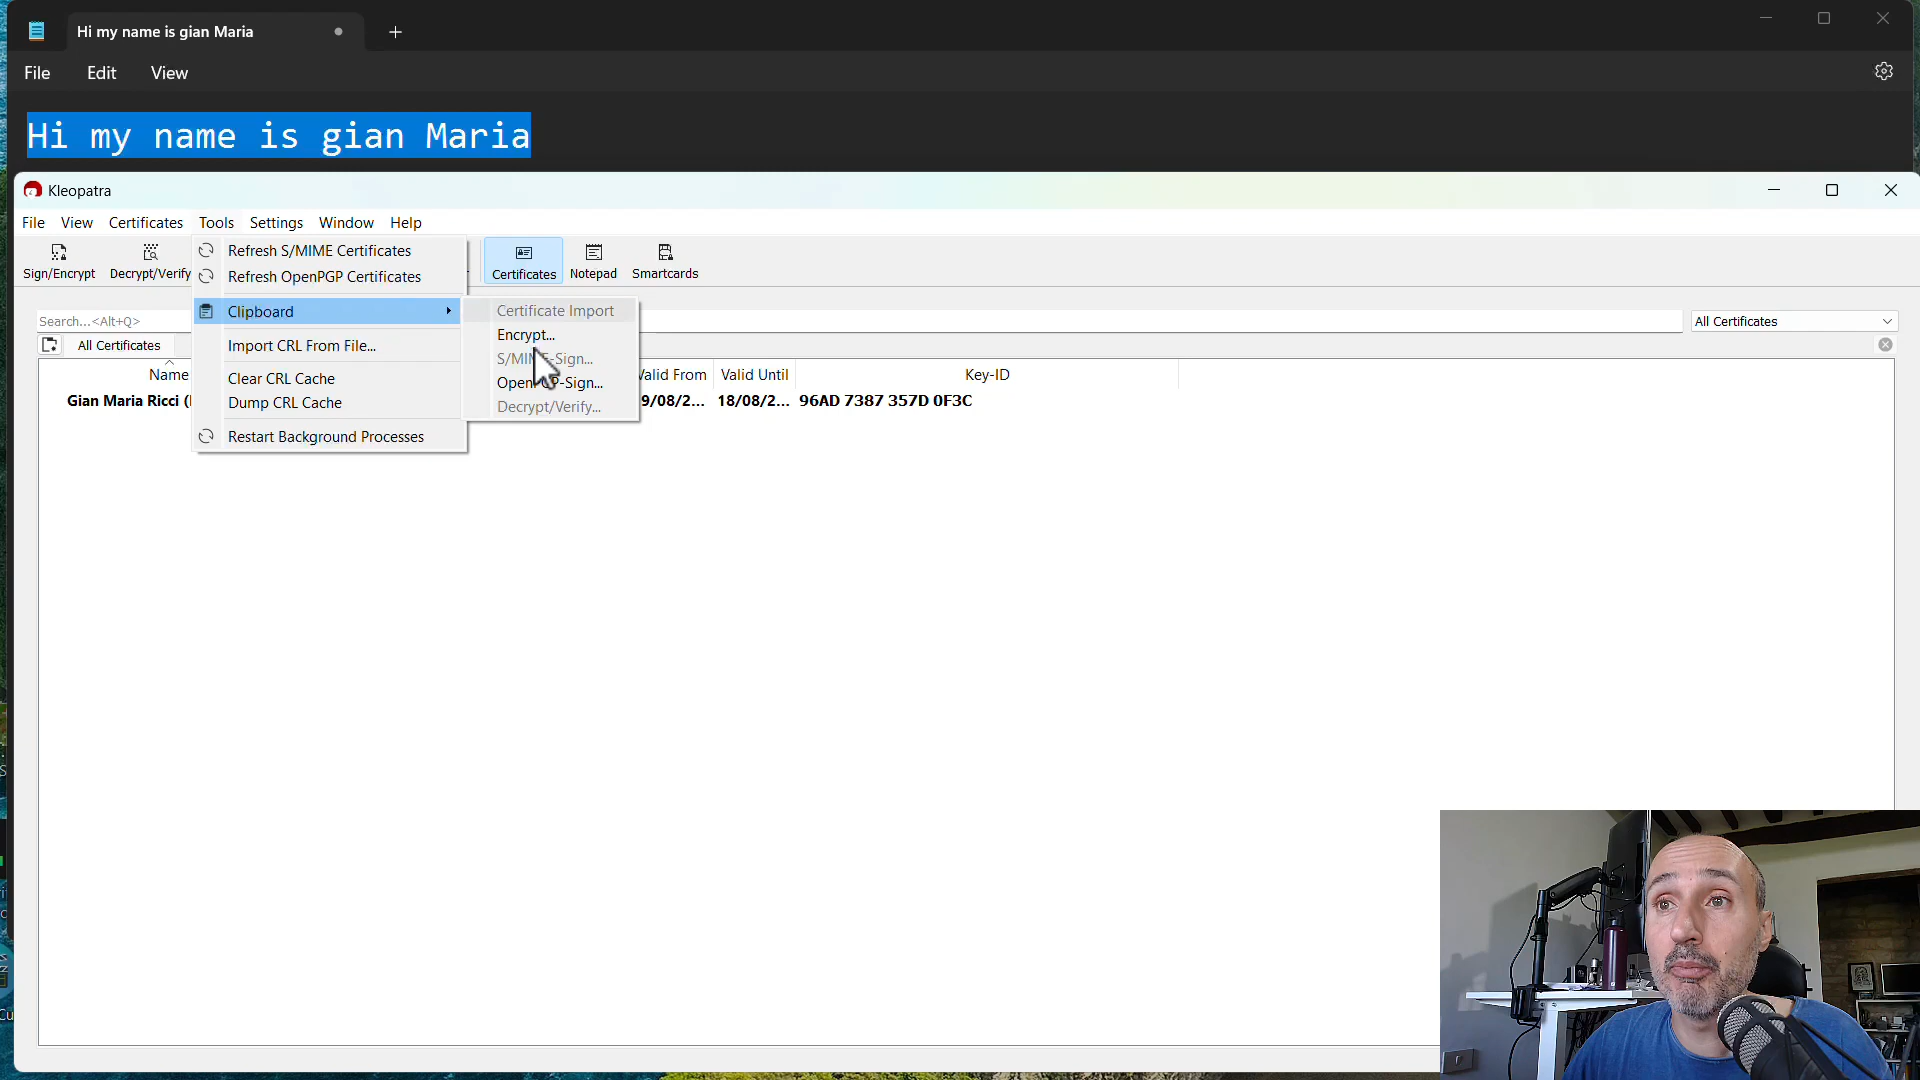 Hi my name is gian Maria
File Edit View
Hi my name is gian Maria
Kleopatra
File View Certificates Tools Settings Window Help
Sign/Encrypt Decrypt/Verify Certificates Notepad Smartcards
Refresh S/MIME Certificates
Refresh OpenPGP Certificates
Clipboard
Import CRL From File...
Clear CRL Cache
Dump CRL Cache
Restart Background Processes
Certificate Import
Encrypt...
S/MIME-Sign...
OpenPGP-Sign...
Decrypt/Verify...
Search...<Alt+Q>
All Certificates
All Certificates
Name Valid From Valid Until Key-ID
Gian Maria Ricci ( 9/08/2... 18/08/2... 96AD 7387 357D 0F3C